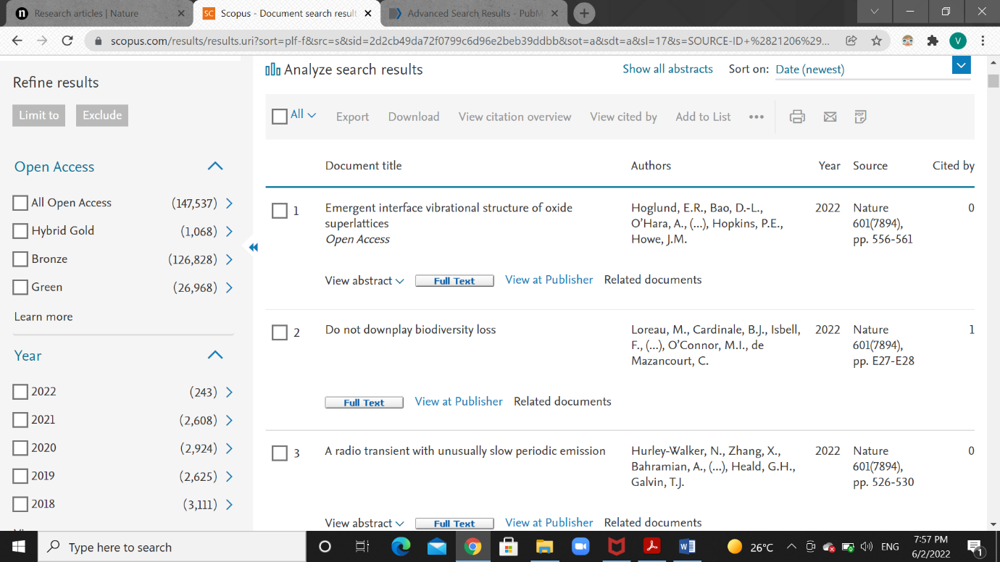 Research articles | Nature
SC Scopus - Document search result
Advanced Search Results - PubM
scopus.com/results/results.uri?sort=plf-f&src=s&sid=2d2cb49da72f0799c6d96e2beb39ddbb&sot=a&sdt=a&sl=17&s=SOURCE-ID+%2821206%29...
V
Refine results
Limit to Exclude
Open Access
All Open Access (147,537)
Hybrid Gold (1,068)
Bronze (126,828)
Green (26,968)
Learn more
Year
2022 (243)
2021 (2,608)
2020 (2,924)
2019 (2,625)
2018 (3,111)
Analyze search results
Show all abstracts Sort on: Date (newest)
All Export Download View citation overview View cited by Add to List ••• PDF
Document title Authors Year Source Cited by
1 Emergent interface vibrational structure of oxide
superlattices
Open Access
Hoglund, E.R., Bao, D.-L.,
O’Hara, A., (...), Hopkins, P.E.,
Howe, J.M.
2022
Nature
601(7894),
pp. 556-561
0
View abstract Full Text View at Publisher Related documents
2 Do not downplay biodiversity loss
Loreau, M., Cardinale, B.J., Isbell,
F., (...), O’Connor, M.I., de
Mazancourt, C.
2022
Nature
601(7894),
pp. E27-E28
1
Full Text View at Publisher Related documents
3 A radio transient with unusually slow periodic emission
Hurley-Walker, N., Zhang, X.,
Bahramian, A., (...), Heald, G.H.,
Galvin, T.J.
2022
Nature
601(7894),
pp. 526-530
0
View abstract Full Text View at Publisher Related documents
Type here to search
26°C
ENG
7:57 PM
6/2/2022
1